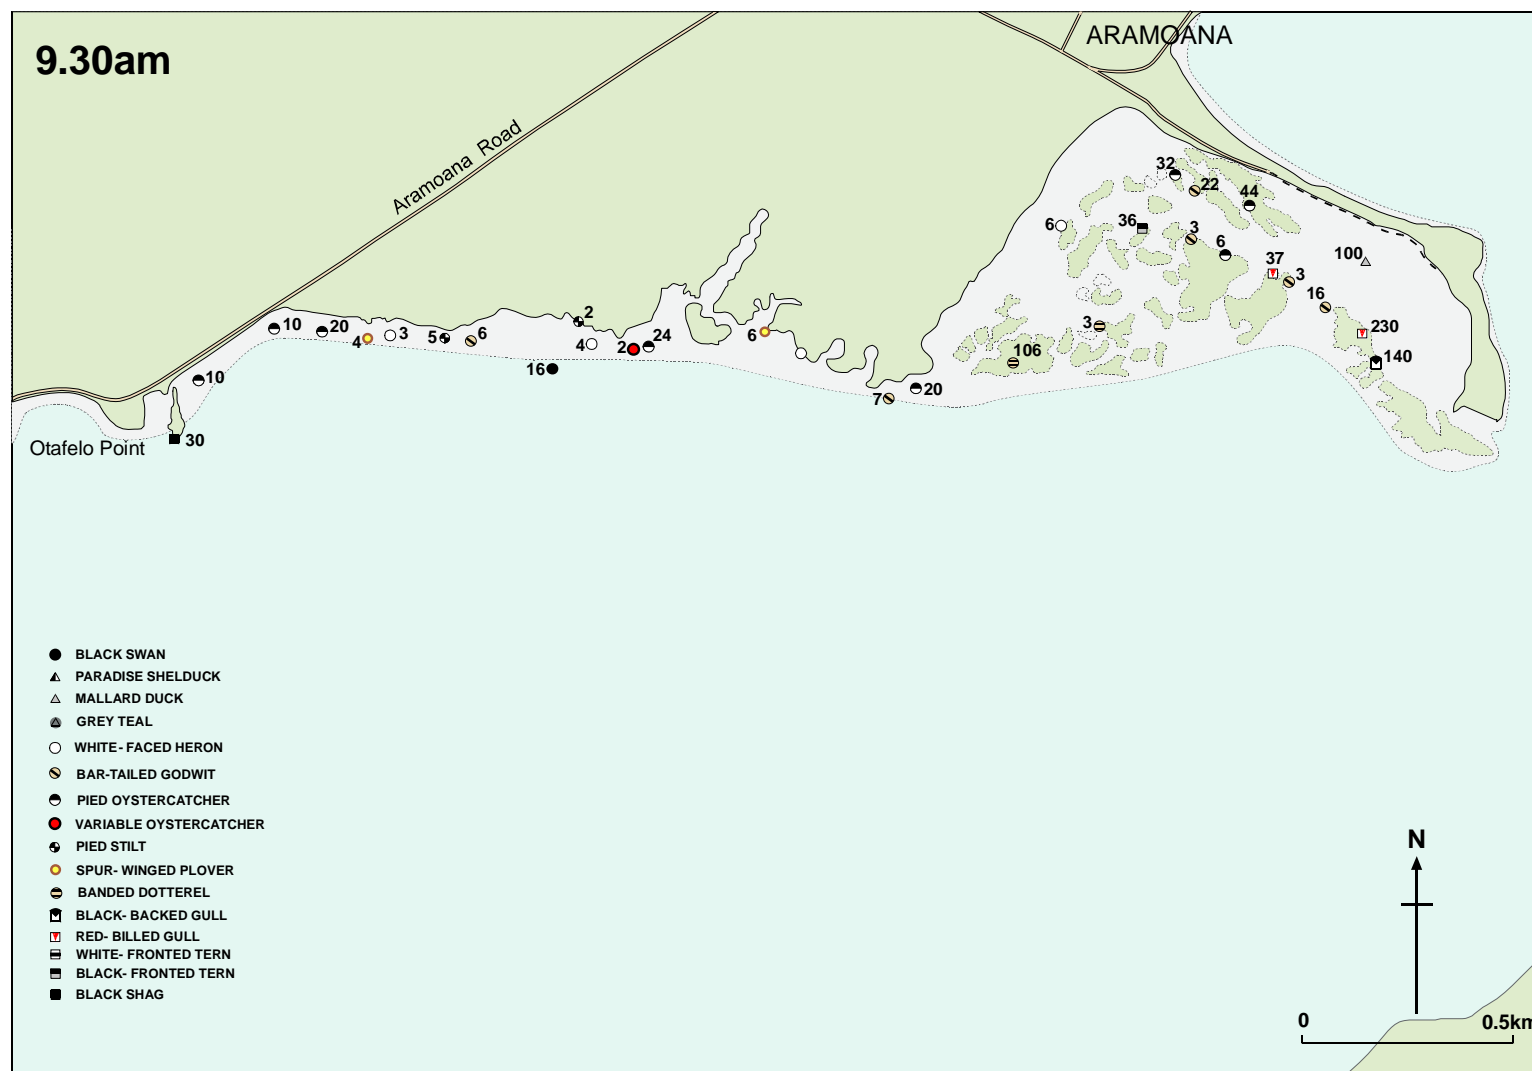 9.30am
ARAMOANA
Aramoana Road
32
22
44
6
36
3
6
37
3
100
16
230
140
3
106
10
20
4
3
5
6
2
4
2
24
6
16
7
20
10
30
Otafelo Point
BLACK SWAN
PARADISE SHELDUCK
MALLARD DUCK
GREY TEAL
WHITE- FACED HERON
BAR-TAILED GODWIT
PIED OYSTERCATCHER
VARIABLE OYSTERCATCHER
PIED STILT
SPUR- WINGED PLOVER
BANDED DOTTEREL
BLACK- BACKED GULL
RED- BILLED GULL
WHITE- FRONTED TERN
BLACK- FRONTED TERN
BLACK SHAG
N
0 0.5km